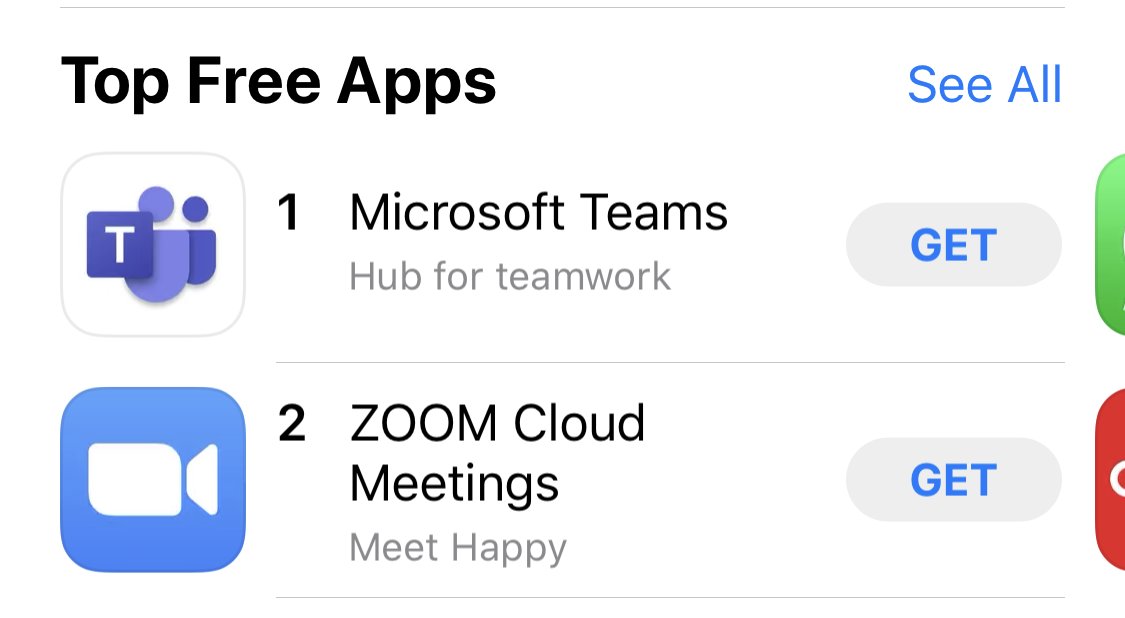 Top Free Apps See All
T
1 Microsoft Teams
Hub for teamwork
GET
2 ZOOM Cloud
Meetings
Meet Happy
GET